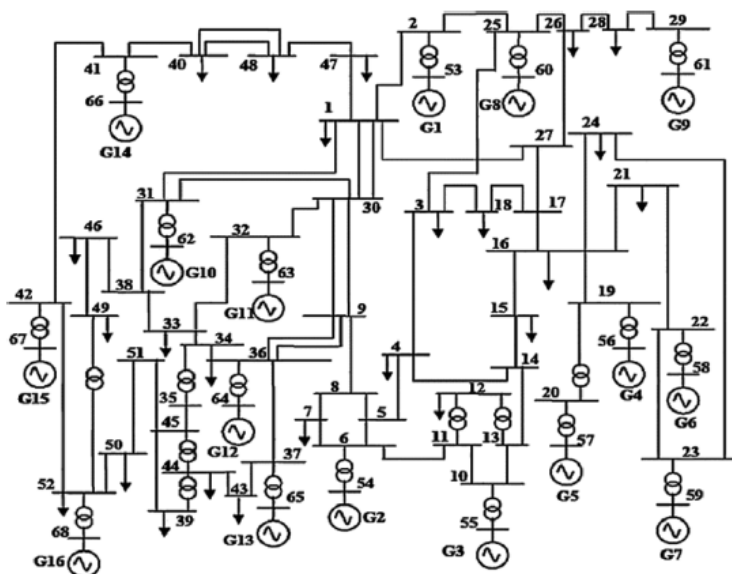 2 25 26 28 29
41 40 48 47
53 60 61
66 1 G1 G8 G9
G14 24
27
21
31 30 3 18 17
46 32 16
62
38 G10 63
42 49 G11 19
33 9 15
67 51 34 36 4 14 56 22
G15 8 12 20 G4 58
35 64 7 5 G6
50 45 G12 6 11 13 57 23
44 37 10
52 43 54 G5 59
68 39 65 55
G16 G13 G2 G3 G7